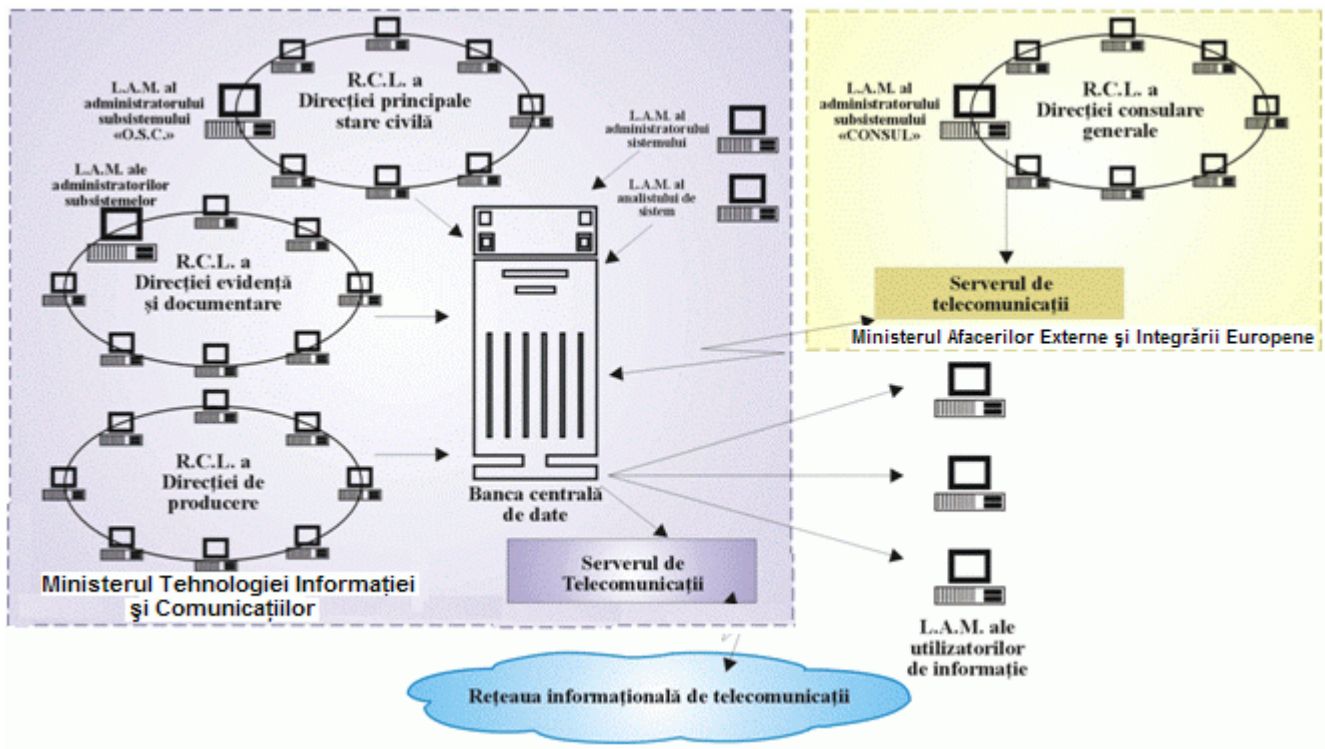 R.C.L. a
Direcției principale
stare civilă
L.A.M. al
administratorului
subsistemului
«O.S.C.»
L.A.M. al
administratorului
sistemului
L.A.M. al
analistului de
sistem
L.A.M. ale
administratorilor
subsistemelor
R.C.L. a
Direcției evidență
și documentare
R.C.L. a
Direcției de
producere
Banca centrală
de date
Serverul de
Telecomunicații
Ministerul Tehnologiei Informației
şi Comunicațiilor
R.C.L. a
Direcției consulare
generale
L.A.M. al
administratorului
subsistemului
«CONSUL»
Serverul de
telecomunicații
Ministerul Afacerilor Externe şi Integrării Europene
L.A.M. ale
utilizatorilor
de informație
Rețeaua informațională de telecomunicații